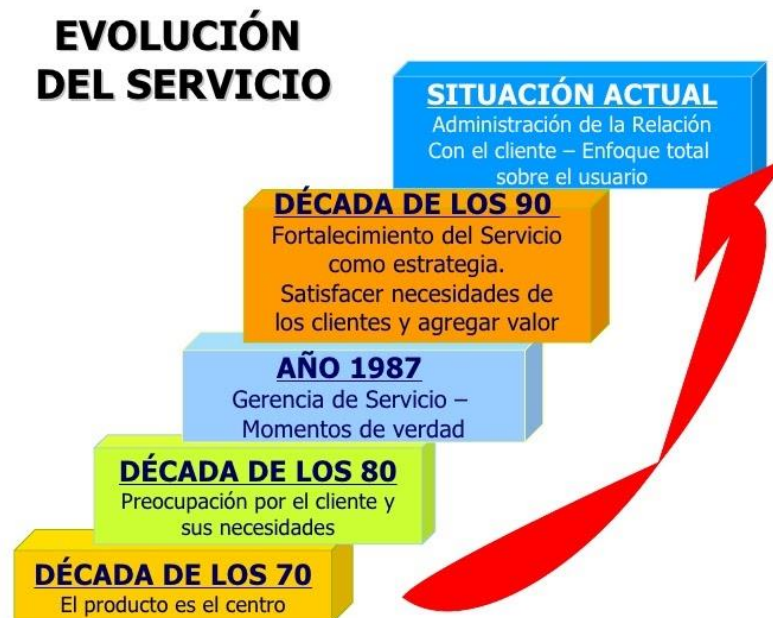 EVOLUCIÓN
DEL SERVICIO
SITUACIÓN ACTUAL
Administración de la Relación
Con el cliente – Enfoque total
sobre el usuario
DÉCADA DE LOS 90
Fortalecimiento del Servicio
como estrategia.
Satisfacer necesidades de
los clientes y agregar valor
AÑO 1987
Gerencia de Servicio –
Momentos de verdad
DÉCADA DE LOS 80
Preocupación por el cliente y
sus necesidades
DÉCADA DE LOS 70
El producto es el centro